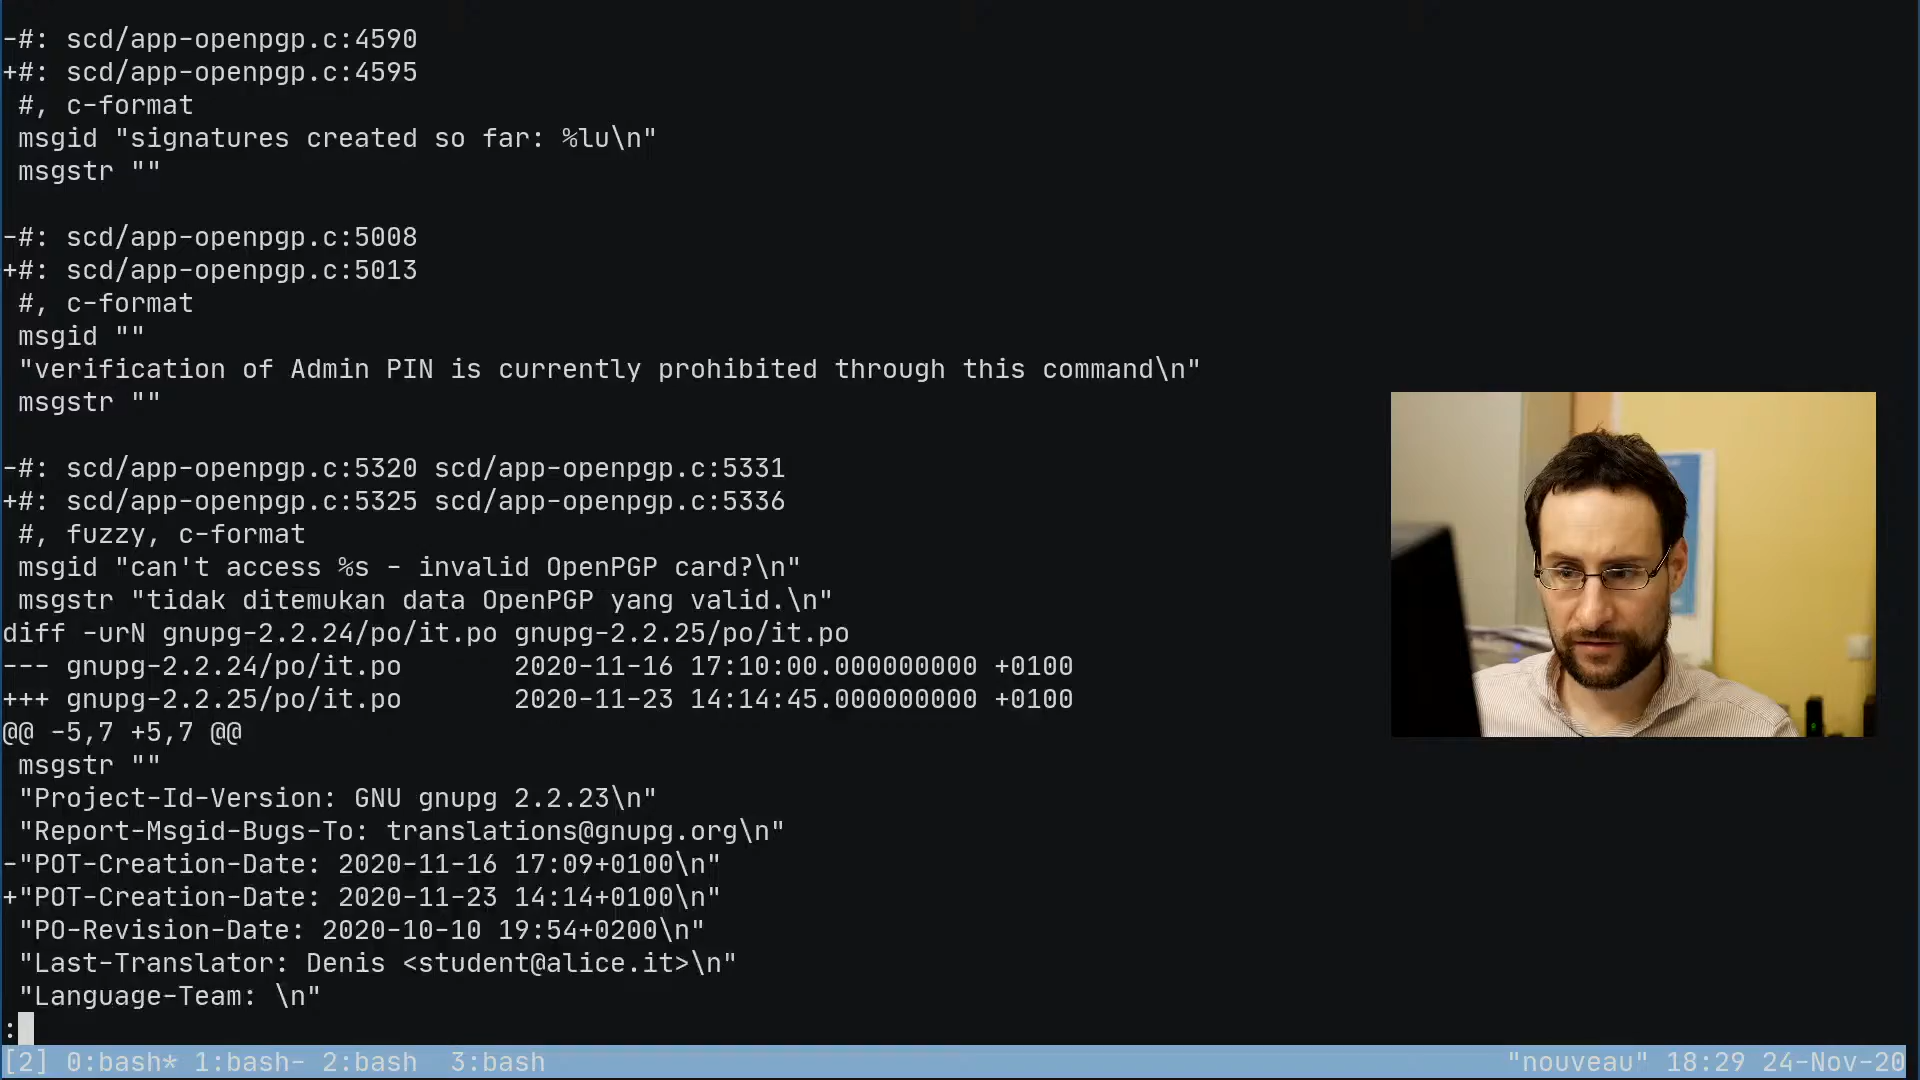 -#: scd/app-openpgp.c:4590
+#: scd/app-openpgp.c:4595
 #, c-format
 msgid "signatures created so far: %lu\n"
 msgstr ""

-#: scd/app-openpgp.c:5008
+#: scd/app-openpgp.c:5013
 #, c-format
 msgid ""
 "verification of Admin PIN is currently prohibited through this command\n"
 msgstr ""

-#: scd/app-openpgp.c:5320 scd/app-openpgp.c:5331
+#: scd/app-openpgp.c:5325 scd/app-openpgp.c:5336
 #, fuzzy, c-format
 msgid "can't access %s - invalid OpenPGP card?\n"
 msgstr "tidak ditemukan data OpenPGP yang valid.\n"
diff -urN gnupg-2.2.24/po/it.po gnupg-2.2.25/po/it.po
--- gnupg-2.2.24/po/it.po       2020-11-16 17:10:00.000000000 +0100
+++ gnupg-2.2.25/po/it.po       2020-11-23 14:14:45.000000000 +0100
@@ -5,7 +5,7 @@
 msgstr ""
 "Project-Id-Version: GNU gnupg 2.2.23\n"
 "Report-Msgid-Bugs-To: translations@gnupg.org\n"
-"POT-Creation-Date: 2020-11-16 17:09+0100\n"
+"POT-Creation-Date: 2020-11-23 14:14+0100\n"
 "PO-Revision-Date: 2020-10-10 19:54+0200\n"
 "Last-Translator: Denis <student@alice.it>\n"
 "Language-Team: \n"
:
[2] 0:bash* 1:bash- 2:bash  3:bash "nouveau" 18:29 24-Nov-20